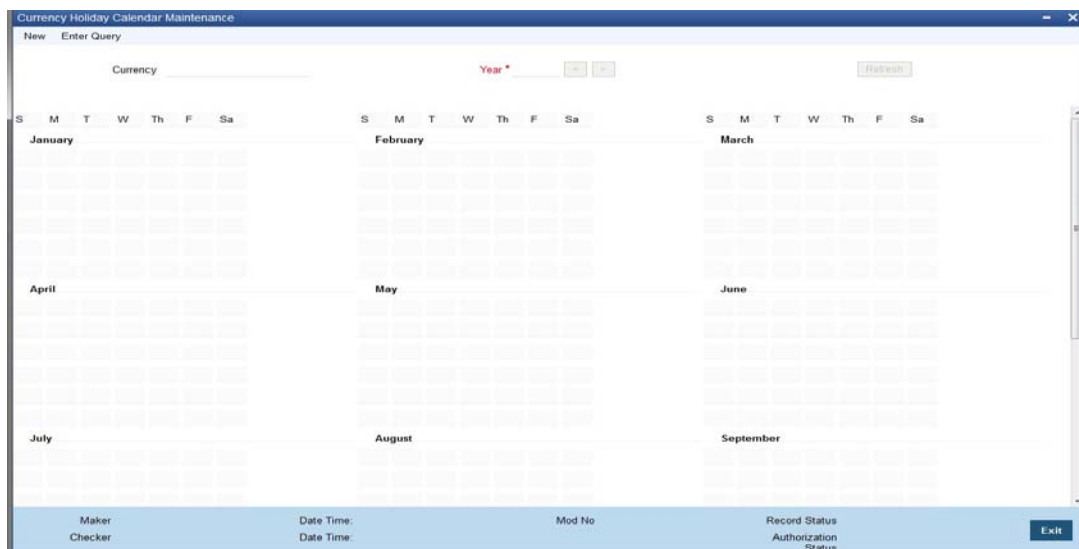 Currency Holiday Calendar Maintenance
New Enter Query
Currency Year * Refresh
S M T W Th F Sa S M T W Th F Sa S M T W Th F Sa
January February March
April May June
July August September
Maker Date Time: Mod No Record Status
Checker Date Time: Authorization Status
Exit